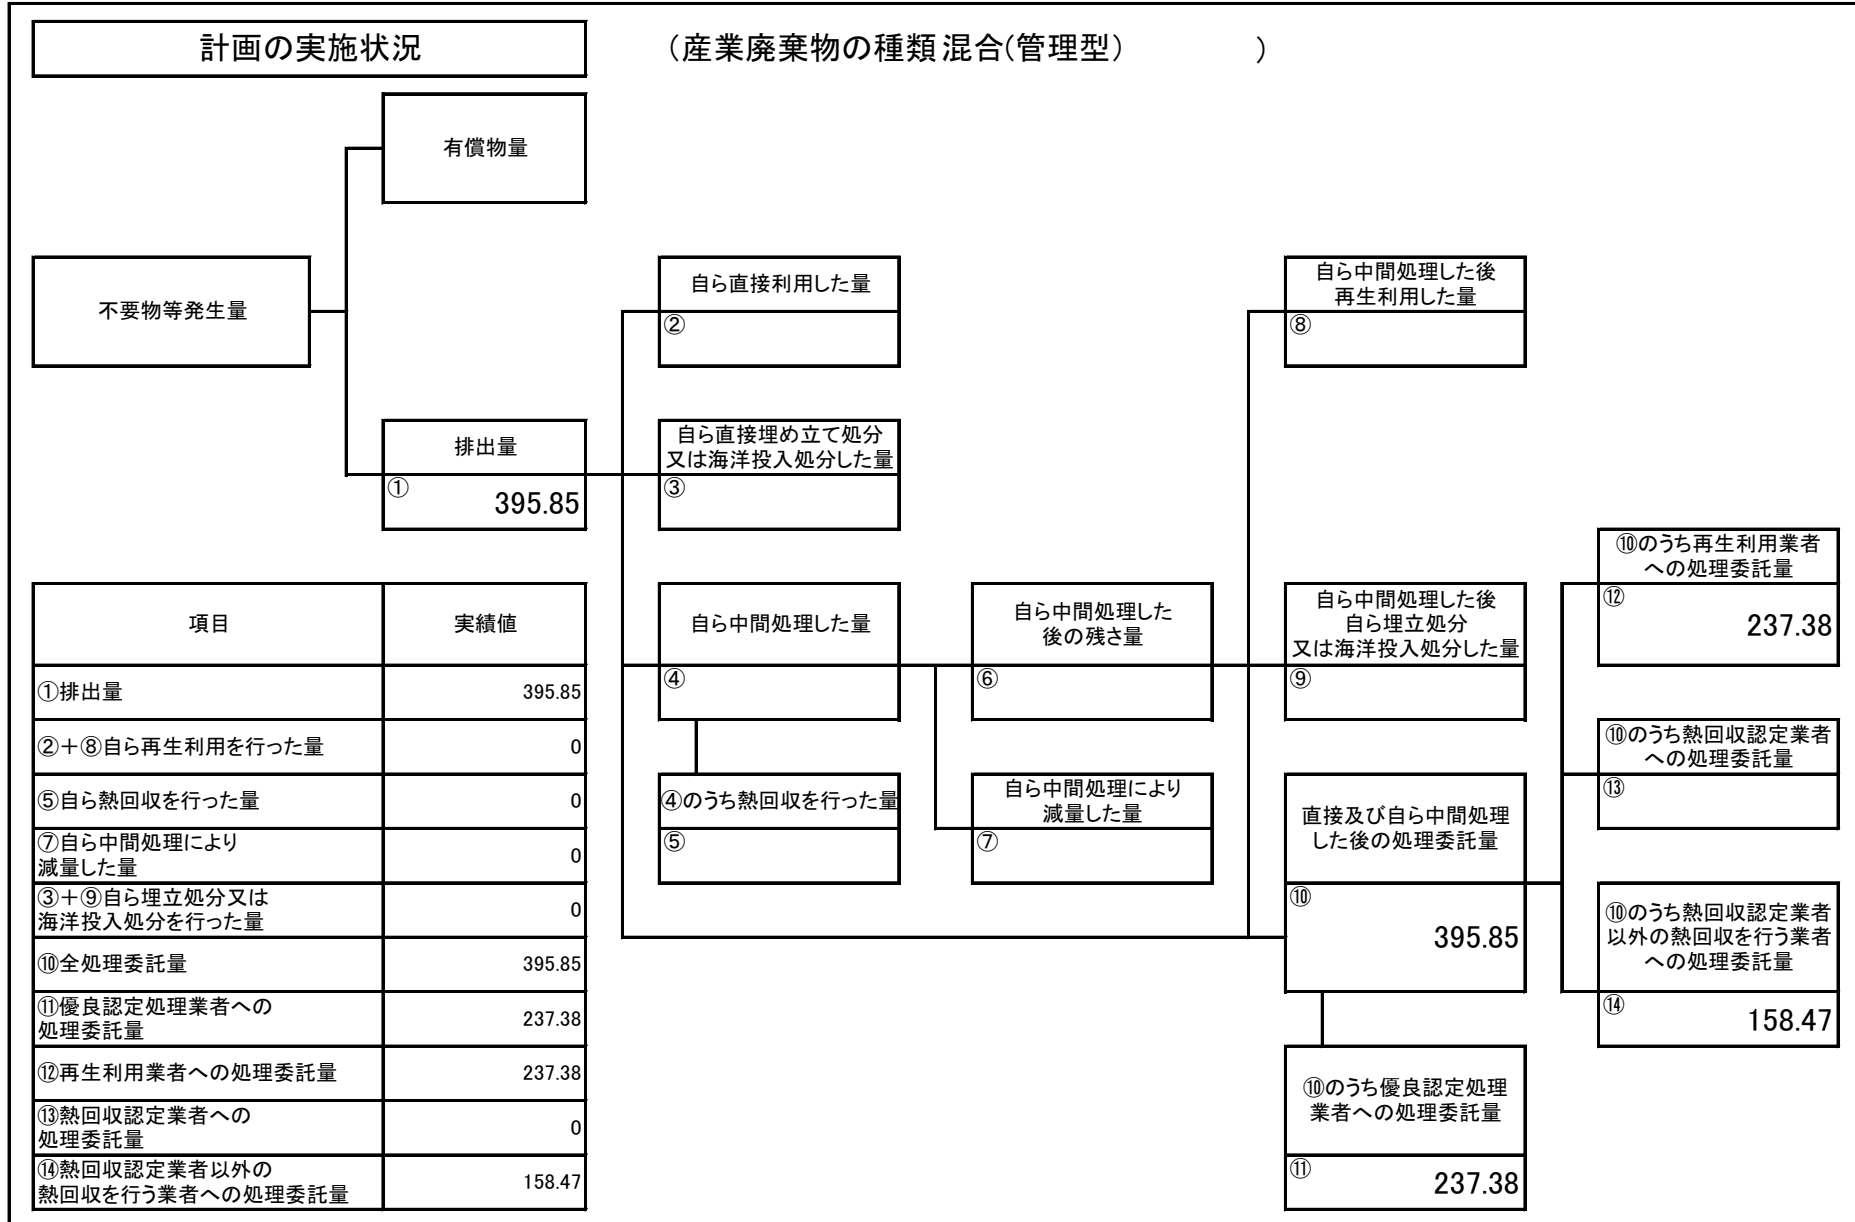 計画の実施状況
（産業廃棄物の種類 混合(管理型）　　　　）
有償物量
不要物等発生量
自ら直接利用した量
②
自ら中間処理した後
再生利用した量
⑧
排出量
①
395.85
自ら直接埋め立て処分
又は海洋投入処分した量
③
⑩のうち再生利用業者
への処理委託量
⑫
237.38
自ら中間処理した量
④
自ら中間処理した
後の残さ量
⑥
自ら中間処理した後
自ら埋立処分
又は海洋投入処分した量
⑨
⑩のうち熱回収認定業者
への処理委託量
⑬
④のうち熱回収を行った量
⑤
自ら中間処理により
減量した量
⑦
直接及び自ら中間処理
した後の処理委託量
⑩
395.85
⑩のうち熱回収認定業者
以外の熱回収を行う業者
への処理委託量
⑭
158.47
⑩のうち優良認定処理
業者への処理委託量
⑪
237.38
項目 実績値
①排出量 395.85
②＋⑧自ら再生利用を行った量 0
⑤自ら熱回収を行った量 0
⑦自ら中間処理により
減量した量 0
③＋⑨自ら埋立処分又は
海洋投入処分を行った量 0
⑩全処理委託量 395.85
⑪優良認定処理業者への
処理委託量 237.38
⑫再生利用業者への処理委託量 237.38
⑬熱回収認定業者への
処理委託量 0
⑭熱回収認定業者以外の
熱回収を行う業者への処理委託量 158.47